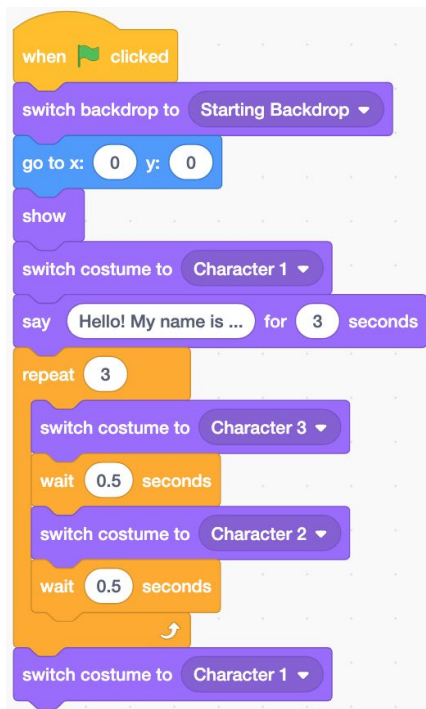 when clicked
switch backdrop to Starting Backdrop
go to x: 0 y: 0
show
switch costume to Character 1
say Hello! My name is ... for 3 seconds
repeat 3
switch costume to Character 3
wait 0.5 seconds
switch costume to Character 2
wait 0.5 seconds
switch costume to Character 1